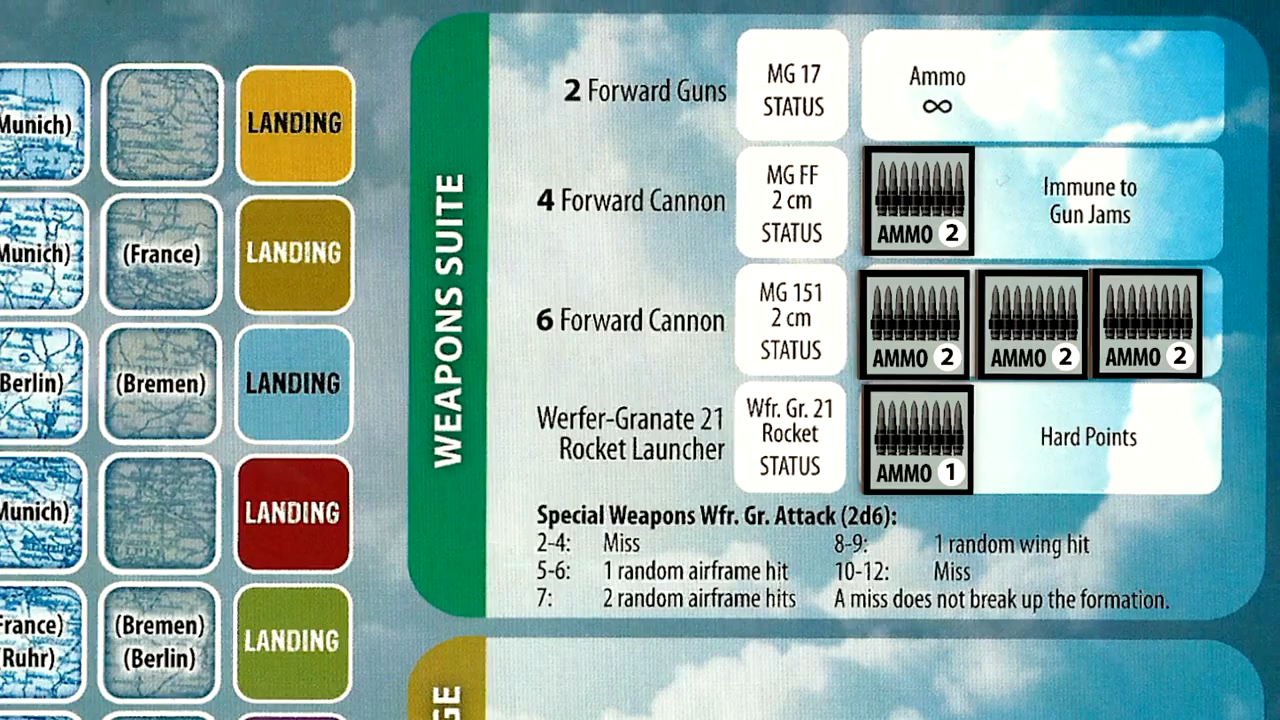 Munich)
LANDING
Munich)
(France)
LANDING
Berlin)
(Bremen)
LANDING
Munich)
LANDING
France)
(Ruhr)
(Bremen)
(Berlin)
LANDING
WEAPONS SUITE
2 Forward Guns
MG 17
STATUS
Ammo
∞
4 Forward Cannon
MG FF
2 cm
STATUS
AMMO 2
Immune to
Gun Jams
6 Forward Cannon
MG 151
2 cm
STATUS
AMMO 2
AMMO 2
AMMO 2
Werfer-Granate 21
Rocket Launcher
Wfr. Gr. 21
Rocket
STATUS
AMMO 1
Hard Points
Special Weapons Wfr. Gr. Attack (2d6):
2-4: Miss
8-9: 1 random wing hit
5-6: 1 random airframe hit
10-12: Miss
7: 2 random airframe hits
A miss does not break up the formation.
GE